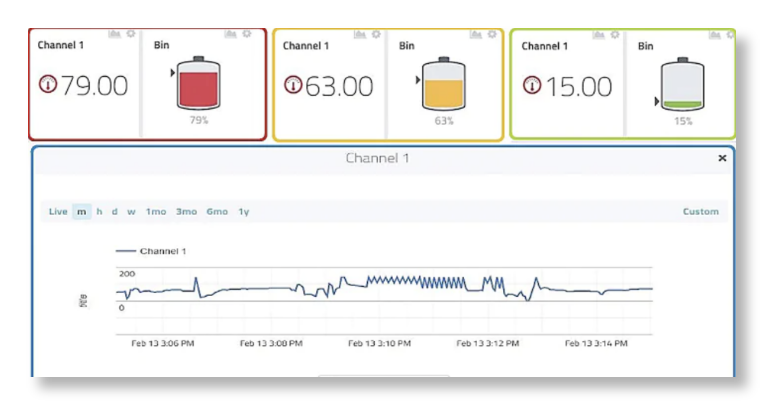 Channel 1
Bin
79.00
79%
Channel 1
Bin
63.00
63%
Channel 1
Bin
15.00
15%
Channel 1
×
Live m h d w 1mo 3mo 6mo 1y
Custom
Channel 1
200
0
Feb 13 3:06 PM
Feb 13 3:08 PM
Feb 13 3:10 PM
Feb 13 3:12 PM
Feb 13 3:14 PM